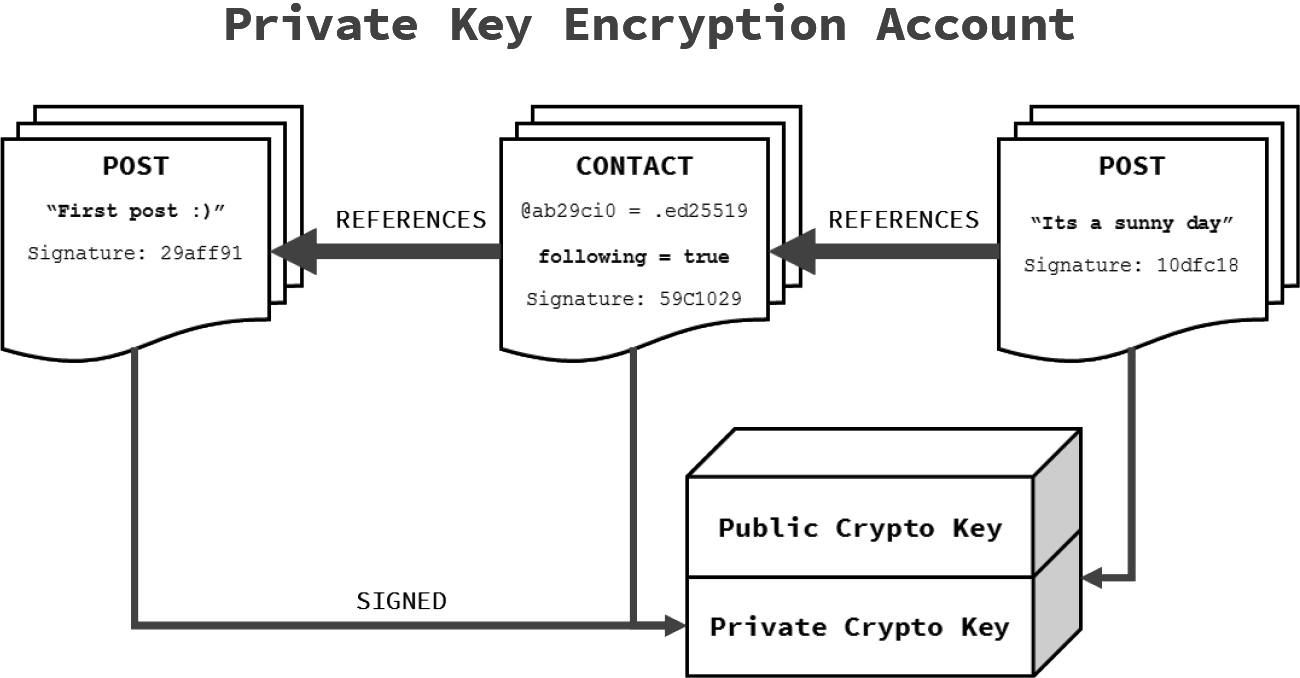 Private Key Encryption Account
POST
“First post :)”
Signature: 29aff91
REFERENCES
CONTACT
@ab29ci0 = .ed25519
following = true
Signature: 59C1029
REFERENCES
POST
“Its a sunny day”
Signature: 10dfc18
Public Crypto Key
SIGNED
Private Crypto Key